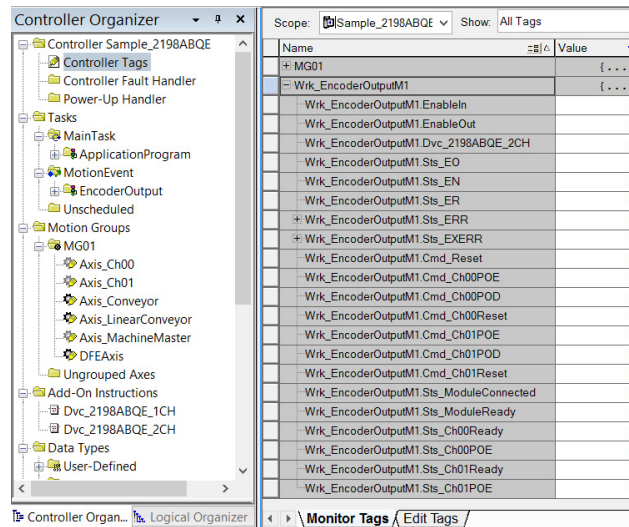 Controller Organizer
Controller Sample_2198ABQE
Controller Tags
Controller Fault Handler
Power-Up Handler
Tasks
MainTask
ApplicationProgram
MotionEvent
EncoderOutput
Unscheduled
Motion Groups
MG01
Axis_Ch00
Axis_Ch01
Axis_Conveyor
Axis_LinearConveyor
Axis_MachineMaster
DFEAxis
Ungrouped Axes
Add-On Instructions
Dvc_2198ABQE_1CH
Dvc_2198ABQE_2CH
Data Types
User-Defined
Controller Organ... Logical Organizer
Scope: Sample_2198ABQE Show: All Tags
Name Value
MG01 {...
Wrk_EncoderOutputM1 {...
Wrk_EncoderOutputM1.EnableIn
Wrk_EncoderOutputM1.EnableOut
Wrk_EncoderOutputM1.Dvc_2198ABQE_2CH
Wrk_EncoderOutputM1.Sts_EO
Wrk_EncoderOutputM1.Sts_EN
Wrk_EncoderOutputM1.Sts_ER
Wrk_EncoderOutputM1.Sts_ERR
Wrk_EncoderOutputM1.Sts_EXERR
Wrk_EncoderOutputM1.Cmd_Reset
Wrk_EncoderOutputM1.Cmd_Ch00POE
Wrk_EncoderOutputM1.Cmd_Ch00POD
Wrk_EncoderOutputM1.Cmd_Ch00Reset
Wrk_EncoderOutputM1.Cmd_Ch01POE
Wrk_EncoderOutputM1.Cmd_Ch01POD
Wrk_EncoderOutputM1.Cmd_Ch01Reset
Wrk_EncoderOutputM1.Sts_ModuleConnected
Wrk_EncoderOutputM1.Sts_ModuleReady
Wrk_EncoderOutputM1.Sts_Ch00Ready
Wrk_EncoderOutputM1.Sts_Ch00POE
Wrk_EncoderOutputM1.Sts_Ch01Ready
Wrk_EncoderOutputM1.Sts_Ch01POE
Monitor Tags Edit Tags